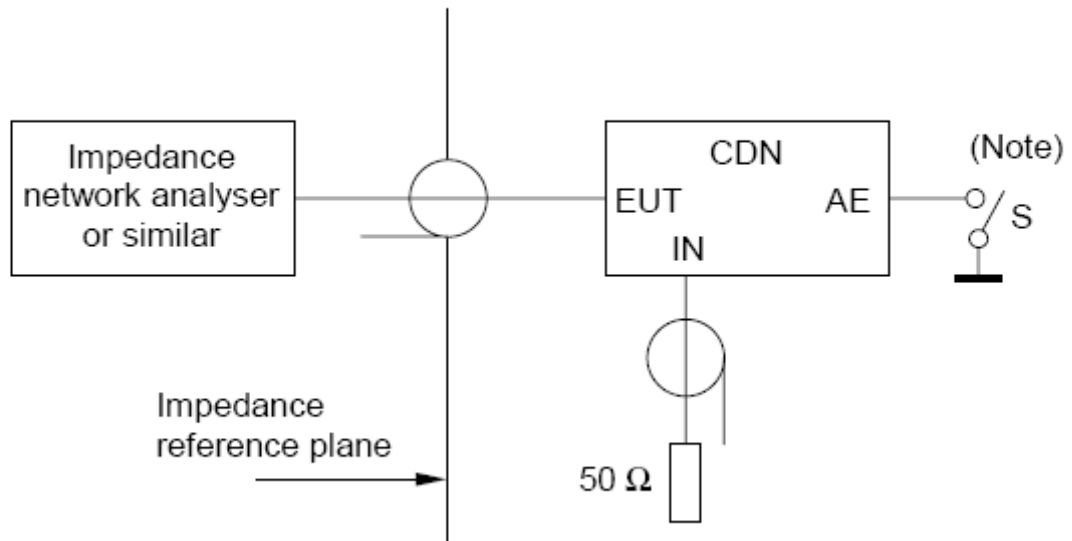 Impedance
network analyser
or similar
CDN
EUT
AE
IN
(Note)
S
Impedance
reference plane
50 Ω